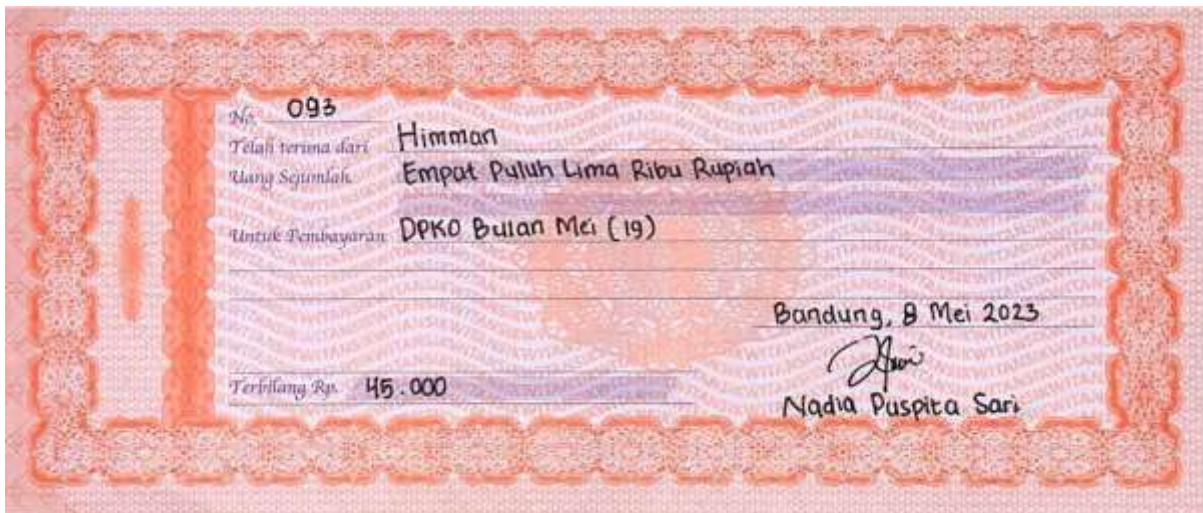 No. 093
Telah terima dari Himman
Uang Sejumlah Empat Puluh Lima Ribu Rupiah
Untuk Pembayaran DPKO Bulan Mei (19)
Bandung, 8 Mei 2023
Terbilang Rp. 45.000
Nadia Puspita Sari